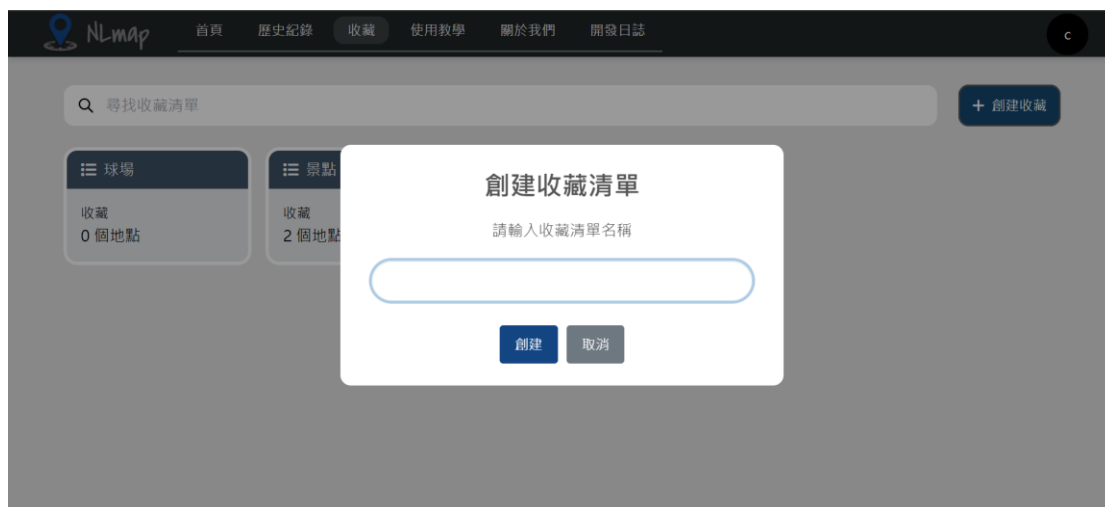 NLmap 首頁 歷史紀錄 收藏 使用教學 關於我們 開發日誌 c
尋找收藏清單 + 創建收藏
球場 景點
收藏 收藏
0 個地點 2 個地點
創建收藏清單
請輸入收藏清單名稱
創建 取消